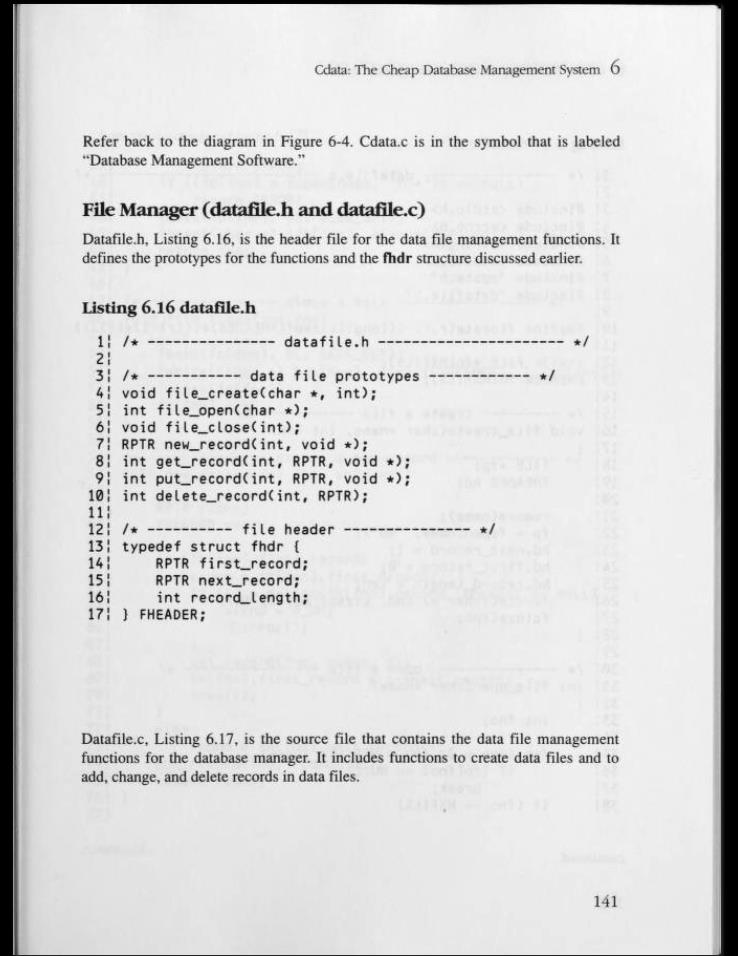 Cdata: The Cheap Database Management System 6
Refer back to the diagram in Figure 6-4. Cdata.c is in the symbol that is labeled
“Database Management Software.”
File Manager (datafile.h and datafile.c)
Datafile.h, Listing 6.16, is the header file for the data file management functions. It
defines the prototypes for the functions and the fhdr structure discussed earlier.
Listing 6.16 datafile.h
1¦ /* --------------- datafile.h ---------------------- */
2¦
3¦ /* ----------- data file prototypes ------------ */
4¦ void file_create(char *, int);
5¦ int file_open(char *);
6¦ void file_close(int);
7¦ RPTR new_record(int, void *);
8¦ int get_record(int, RPTR, void *);
9¦ int put_record(int, RPTR, void *);
10¦ int delete_record(int, RPTR);
11¦
12¦ /* ---------- file header --------------- */
13¦ typedef struct fhdr {
14¦     RPTR first_record;
15¦     RPTR next_record;
16¦     int record_length;
17¦ } FHEADER;
Datafile.c, Listing 6.17, is the source file that contains the data file management
functions for the database manager. It includes functions to create data files and to
add, change, and delete records in data files.
141